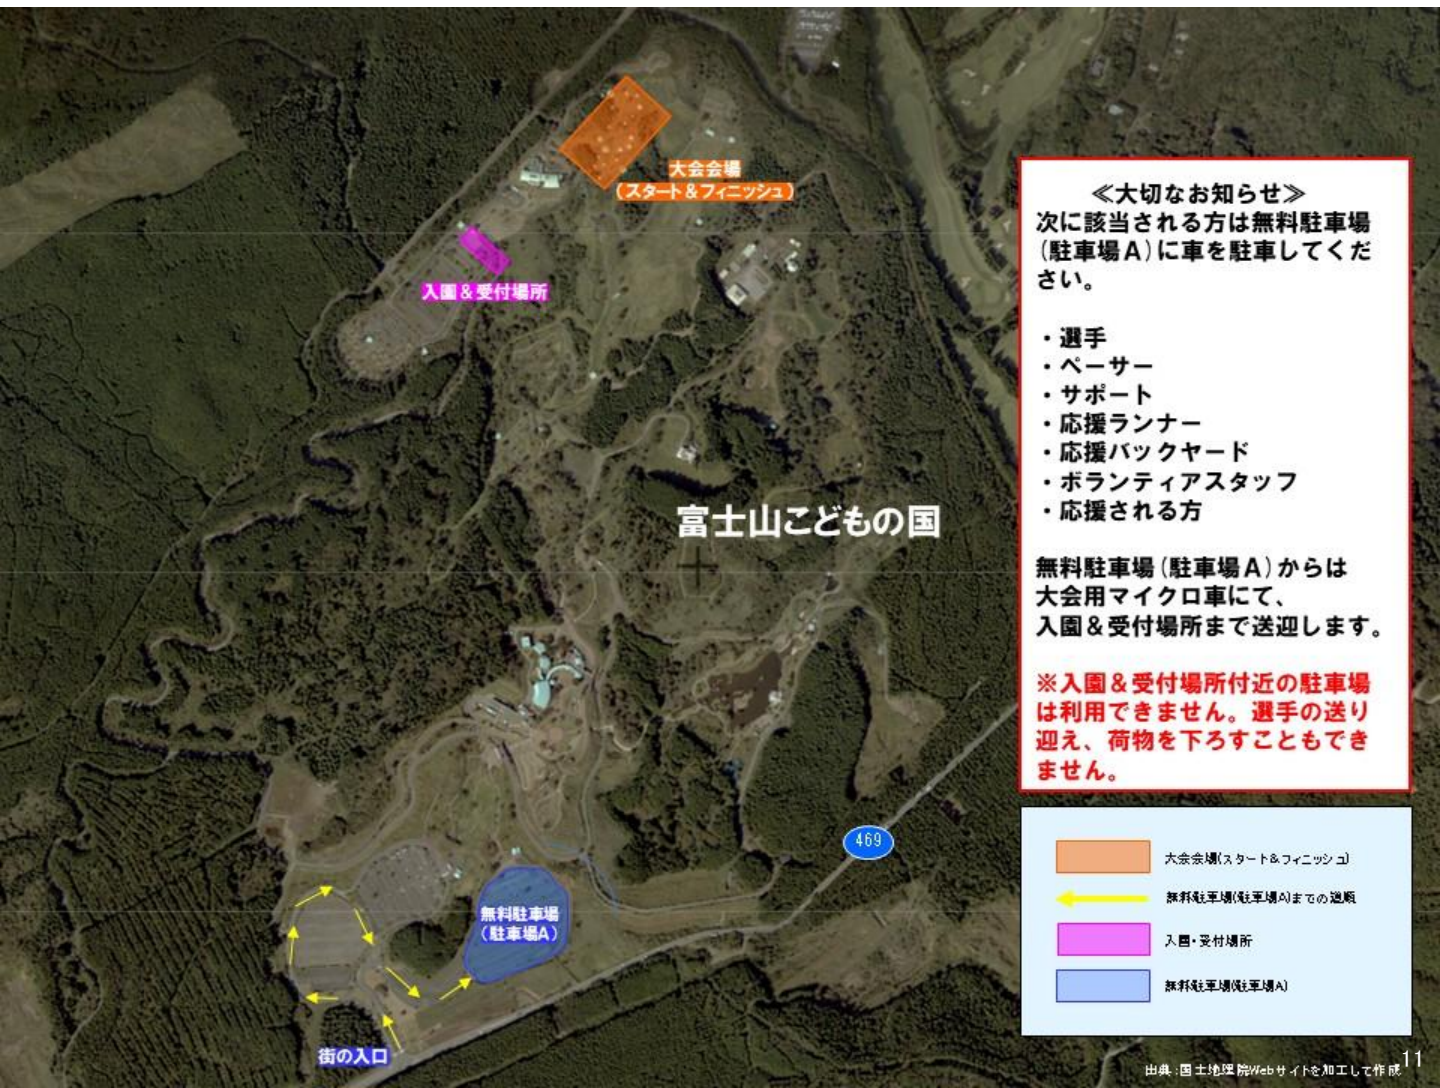 大会会場
(スタート&フィニッシュ)
入園&受付場所
富士山こどもの国
469
無料駐車場
(駐車場A)
街の入口
≪大切なお知らせ≫
次に該当される方は無料駐車場
(駐車場A)に車を駐車してくだ
さい。
・選手
・ペーサー
・サポート
・応援ランナー
・応援バックヤード
・ボランティアスタッフ
・応援される方
無料駐車場(駐車場A)からは
大会用マイクロ車にて、
入園&受付場所まで送迎します。
※入園&受付場所付近の駐車場
は利用できません。選手の送り
迎え、荷物を下ろすこともでき
ません。
大会会場(スタート&フィニッシュ)
無料駐車場(駐車場A)までの道順
入園・受付場所
無料駐車場(駐車場A)
出典:国土地理院Webサイトを加工して作成
11